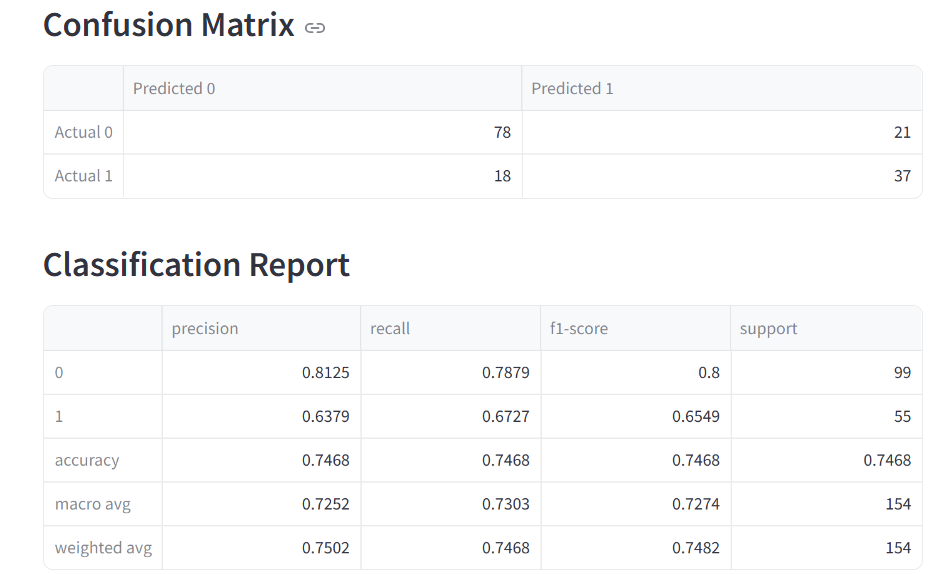 Confusion Matrix
Predicted 0 Predicted 1
Actual 0 78 21
Actual 1 18 37
Classification Report
precision recall f1-score support
0 0.8125 0.7879 0.8 99
1 0.6379 0.6727 0.6549 55
accuracy 0.7468 0.7468 0.7468 0.7468
macro avg 0.7252 0.7303 0.7274 154
weighted avg 0.7502 0.7468 0.7482 154